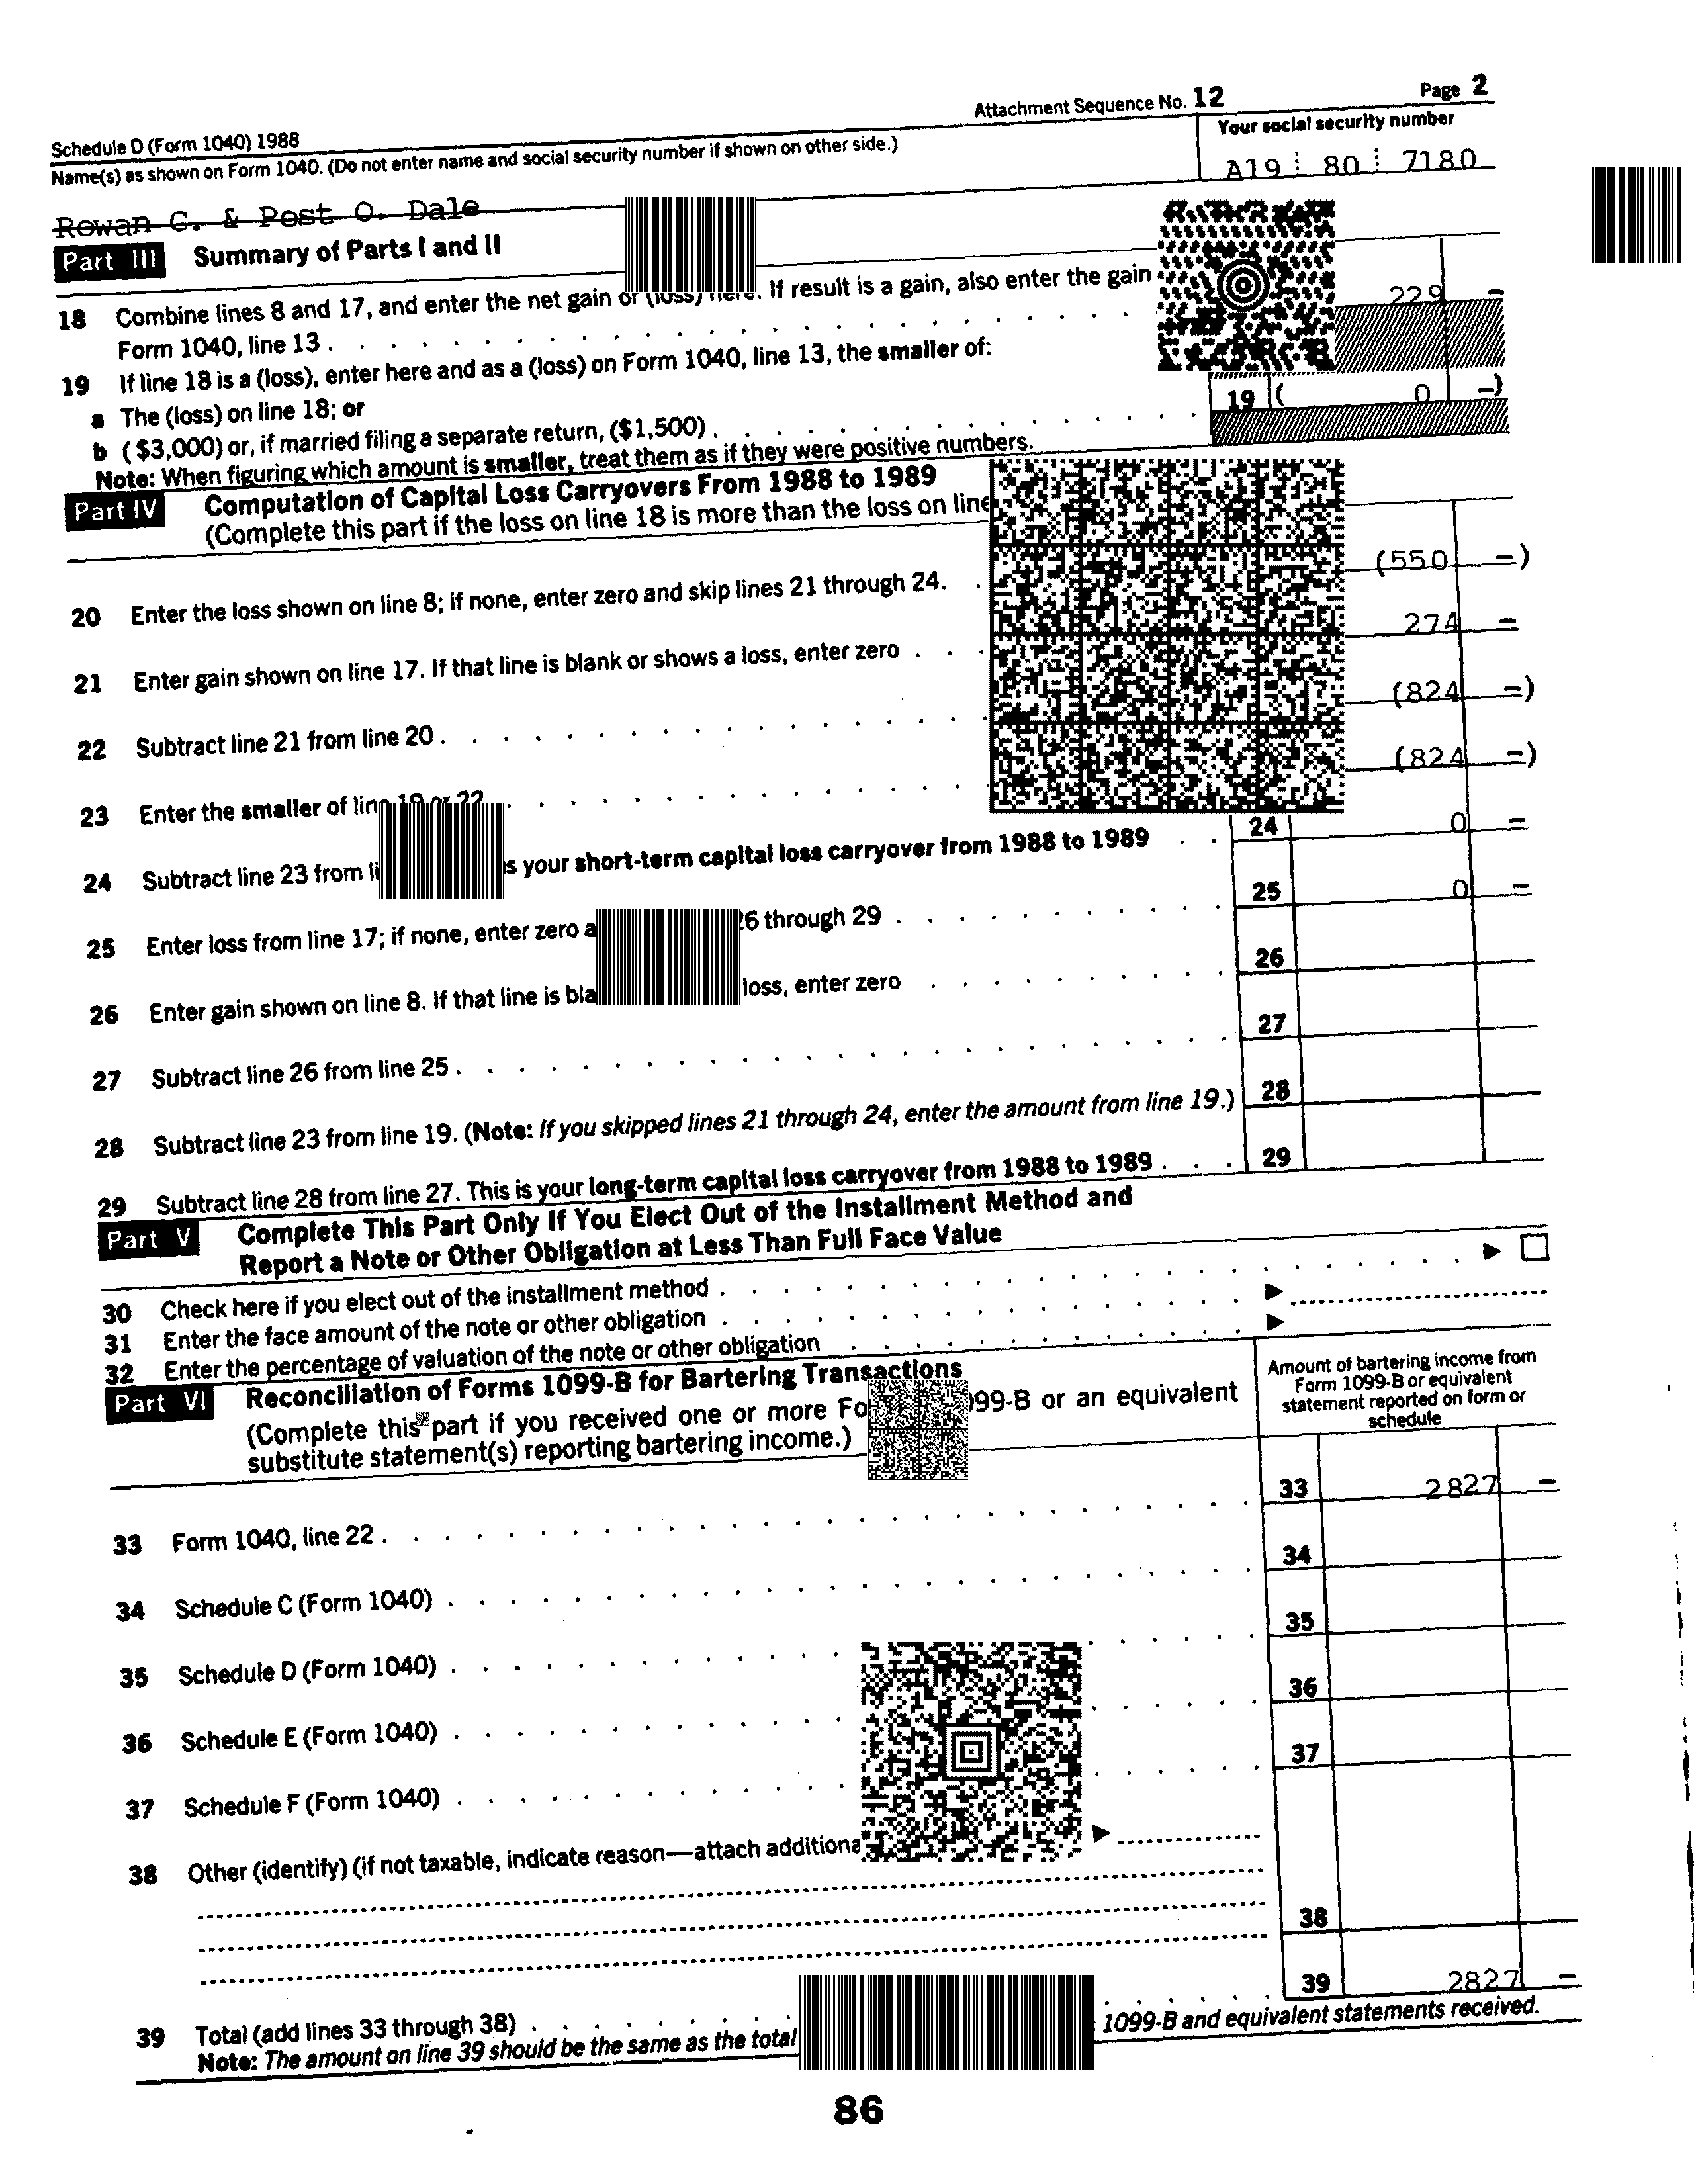 Schedule D (Form 1040) 1988 Attachment Sequence No. 12 Page 2
Name(s) as shown on Form 1040. (Do not enter name and social security number if shown on other side.) Your social security number
Rowan C. & Post O. Dale A19 80 7180
Part III Summary of Parts I and II
18 Combine lines 8 and 17, and enter the net gain or (loss) here. If result is a gain, also enter the gain
Form 1040, line 13 229 –
19 If line 18 is a (loss), enter here and as a (loss) on Form 1040, line 13, the smaller of:
a The (loss) on line 18; or
b ($3,000) or, if married filing a separate return, ($1,500) 19 ( 0 –)
Note: When figuring which amount is smaller, treat them as if they were positive numbers.
Part IV Computation of Capital Loss Carryovers From 1988 to 1989
(Complete this part if the loss on line 18 is more than the loss on line
20 Enter the loss shown on line 8; if none, enter zero and skip lines 21 through 24. (550 –)
21 Enter gain shown on line 17. If that line is blank or shows a loss, enter zero 274 –
22 Subtract line 21 from line 20 (824 –)
23 Enter the smaller of line 19 or 22 (824 –)
24 Subtract line 23 from your short-term capital loss carryover from 1988 to 1989 24 0 –
25 Enter loss from line 17; if none, enter zero through 29 25 0 –
26 Enter gain shown on line 8. If that line is loss, enter zero 26
27 Subtract line 26 from line 25 27
28 Subtract line 23 from line 19. (Note: If you skipped lines 21 through 24, enter the amount from line 19.) 28
29 Subtract line 28 from line 27. This is your long-term capital loss carryover from 1988 to 1989 29
Part V Complete This Part Only If You Elect Out of the Installment Method and
Report a Note or Other Obligation at Less Than Full Face Value
30 Check here if you elect out of the installment method
31 Enter the face amount of the note or other obligation
32 Enter the percentage of valuation of the note or other obligation
Part VI Reconciliation of Forms 1099-B for Bartering Transactions
(Complete this part if you received one or more 1099-B or an equivalent
substitute statement(s) reporting bartering income.)
Amount of bartering income from
Form 1099-B or equivalent
statement reported on form or
schedule
33 Form 1040, line 22 33 2827 –
34 Schedule C (Form 1040) 34
35 Schedule D (Form 1040) 35
36 Schedule E (Form 1040) 36
37 Schedule F (Form 1040) 37
38 Other (identify) (if not taxable, indicate reason—attach
38
39 Total (add lines 33 through 38) 39 2827 –
Note: The amount on line 39 should be the same as the total 1099-B and equivalent statements received.
86